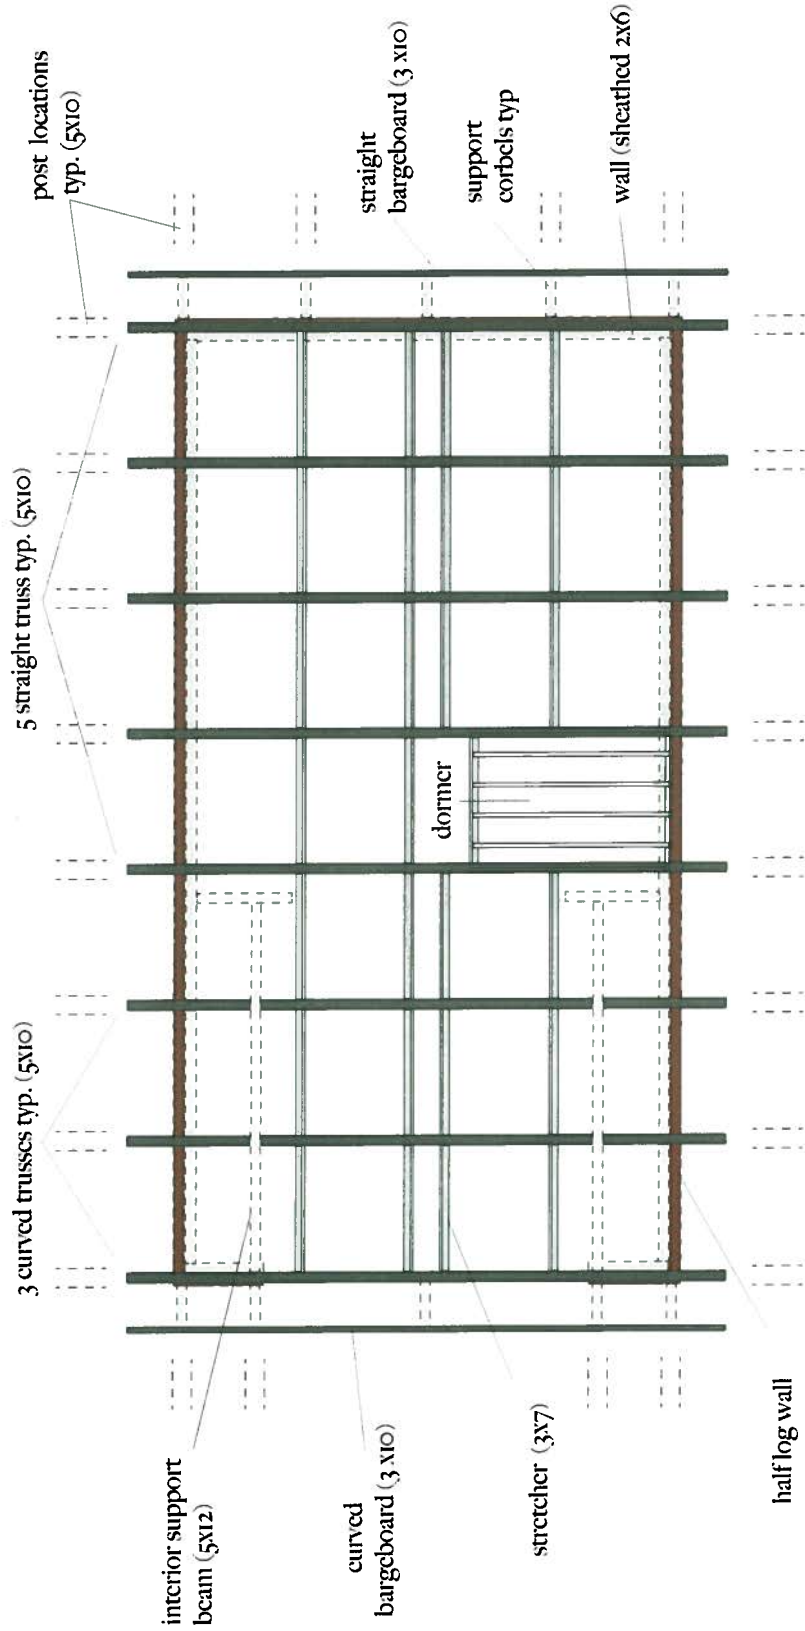 post locations
typ. (5x10)
5 straight truss typ. (5x10)
3 curved trusses typ. (5x10)
straight
bargeboard (3 x10)
support
corbels typ
wall (sheathed 2x6)
dormer
interior support
beam (5x12)
curved
bargeboard (3 x10)
stretcher (3x7)
half log wall